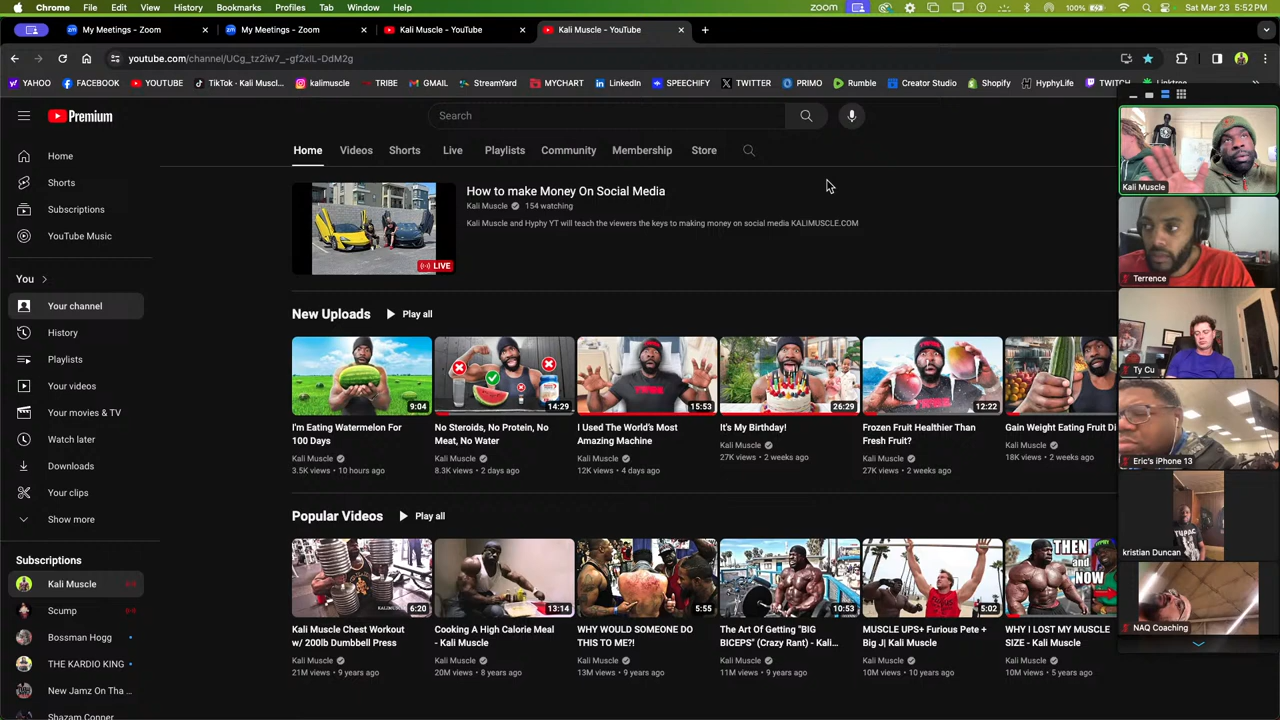 Chrome File Edit View History Bookmarks Profiles Tab Window Help ZOOM 100% Sat Mar 23 5:52 PM
My Meetings - Zoom My Meetings - Zoom Kali Muscle - YouTube Kali Muscle - YouTube
youtube.com/channel/UCg_tz2iw7_-gf2xlL-DdM2g
YAHOO FACEBOOK YOUTUBE TikTok - Kali Muscl... kalimuscle TRIBE GMAIL StreamYard MYCHART LinkedIn SPEECHIFY TWITTER PRIMO Rumble Creator Studio Shopify HyphyLife TWITCH Linktree
Premium
Search
Home Videos Shorts Live Playlists Community Membership Store
Home
Shorts
Subscriptions
YouTube Music
You
Your channel
History
Playlists
Your videos
Your movies & TV
Watch later
Downloads
Your clips
Show more
Subscriptions
Kali Muscle
Scump
Bossman Hogg
THE KARDIO KING
New Jamz On Tha ...
Shazam Conner
How to make Money On Social Media
Kali Muscle 154 watching
Kali Muscle and Hyphy YT will teach the viewers the keys to making money on social media KALIMUSCLE.COM
LIVE
New Uploads Play all
9:04 14:29 15:53 26:29 12:22
I'm Eating Watermelon For 100 Days
Kali Muscle
3.5K views • 10 hours ago
No Steroids, No Protein, No Meat, No Water
Kali Muscle
8.3K views • 2 days ago
I Used The World's Most Amazing Machine
Kali Muscle
12K views • 4 days ago
It's My Birthday!
Kali Muscle
27K views • 2 weeks ago
Frozen Fruit Healthier Than Fresh Fruit?
Kali Muscle
27K views • 2 weeks ago
Gain Weight Eating Fruit Di
Kali Muscle
18K views • 2 weeks ago
Popular Videos Play all
KALIMUSCLE
6:20 13:14 5:55 10:53 5:02
THEN and NOW
Kali Muscle Chest Workout w/ 200lb Dumbbell Press
Kali Muscle
21M views • 9 years ago
Cooking A High Calorie Meal - Kali Muscle
Kali Muscle
20M views • 8 years ago
WHY WOULD SOMEONE DO THIS TO ME?!
Kali Muscle
13M views • 9 years ago
The Art Of Getting "BIG BICEPS" (Crazy Rant) - Kali...
Kali Muscle
11M views • 9 years ago
MUSCLE UPS+ Furious Pete + Big J| Kali Muscle
Kali Muscle
10M views • 10 years ago
WHY I LOST MY MUSCLE SIZE - Kali Muscle
Kali Muscle
10M views • 5 years ago
Kali Muscle
Terrence
Ty Cu
Eric's iPhone 13
TUPAC
kristian Duncan
NAQ Coaching